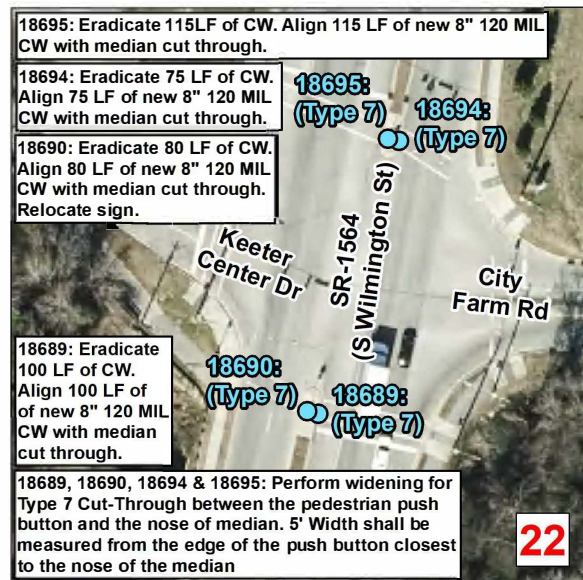 18695: Eradicate 115LF of CW. Align 115 LF of new 8" 120 MIL
CW with median cut through.
18694: Eradicate 75 LF of CW.
Align 75 LF of new 8" 120 MIL
CW with median cut through.
18695:
(Type 7)
18694:
(Type 7)
18690: Eradicate 80 LF of CW.
Align 80 LF of new 8" 120 MIL
CW with median cut through.
Relocate sign.
Keeter
Center Dr
SR-1564
(S Wilmington St)
City
Farm Rd
18689: Eradicate
100 LF of CW.
Align 100 LF of
of new 8" 120 MIL
CW with median
cut through.
18690:
(Type 7)
18689:
(Type 7)
18689, 18690, 18694 & 18695: Perform widening for
Type 7 Cut-Through between the pedestrian push
button and the nose of median. 5' Width shall be
measured from the edge of the push button closest
to the nose of the median
22